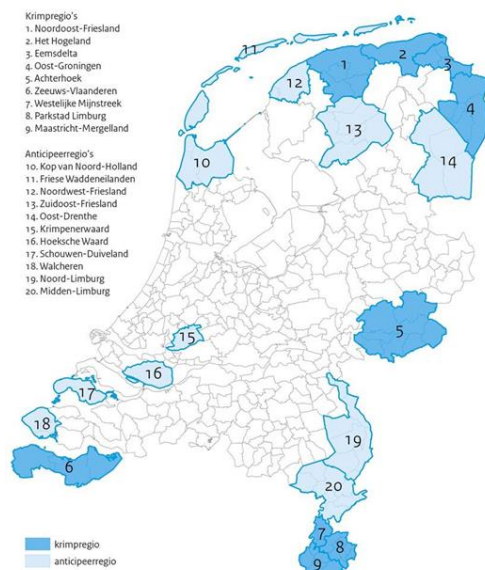 Krimpregio's
1. Noordoost-Friesland
2. Het Hogeland
3. Eemsdelta
4. Oost-Groningen
5. Achterhoek
6. Zeeuws-Vlaanderen
7. Westelijke Mijnstreek
8. Parkstad Limburg
9. Maastricht-Mergelland
Anticipeerregio's
10. Kop van Noord-Holland
11. Friese Waddeneilanden
12. Noordwest-Friesland
13. Zuidoost-Friesland
14. Oost-Drenthe
15. Krimpenerwaard
16. Hoeksche Waard
17. Schouwen-Duiveland
18. Walcheren
19. Noord-Limburg
20. Midden-Limburg
11
1
2
3
12
4
13
10
14
5
15
16
17
18
19
6
20
7
8
9
krimpregio
anticipeerregio